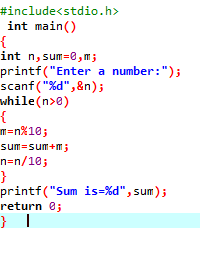 #include<stdio.h>
int main()
{
int n,sum=0,m;
printf("Enter a number:");
scanf("%d",&n);
while(n>0)
{
m=n%10;
sum=sum+m;
n=n/10;
}
printf("Sum is=%d",sum);
return 0;
}